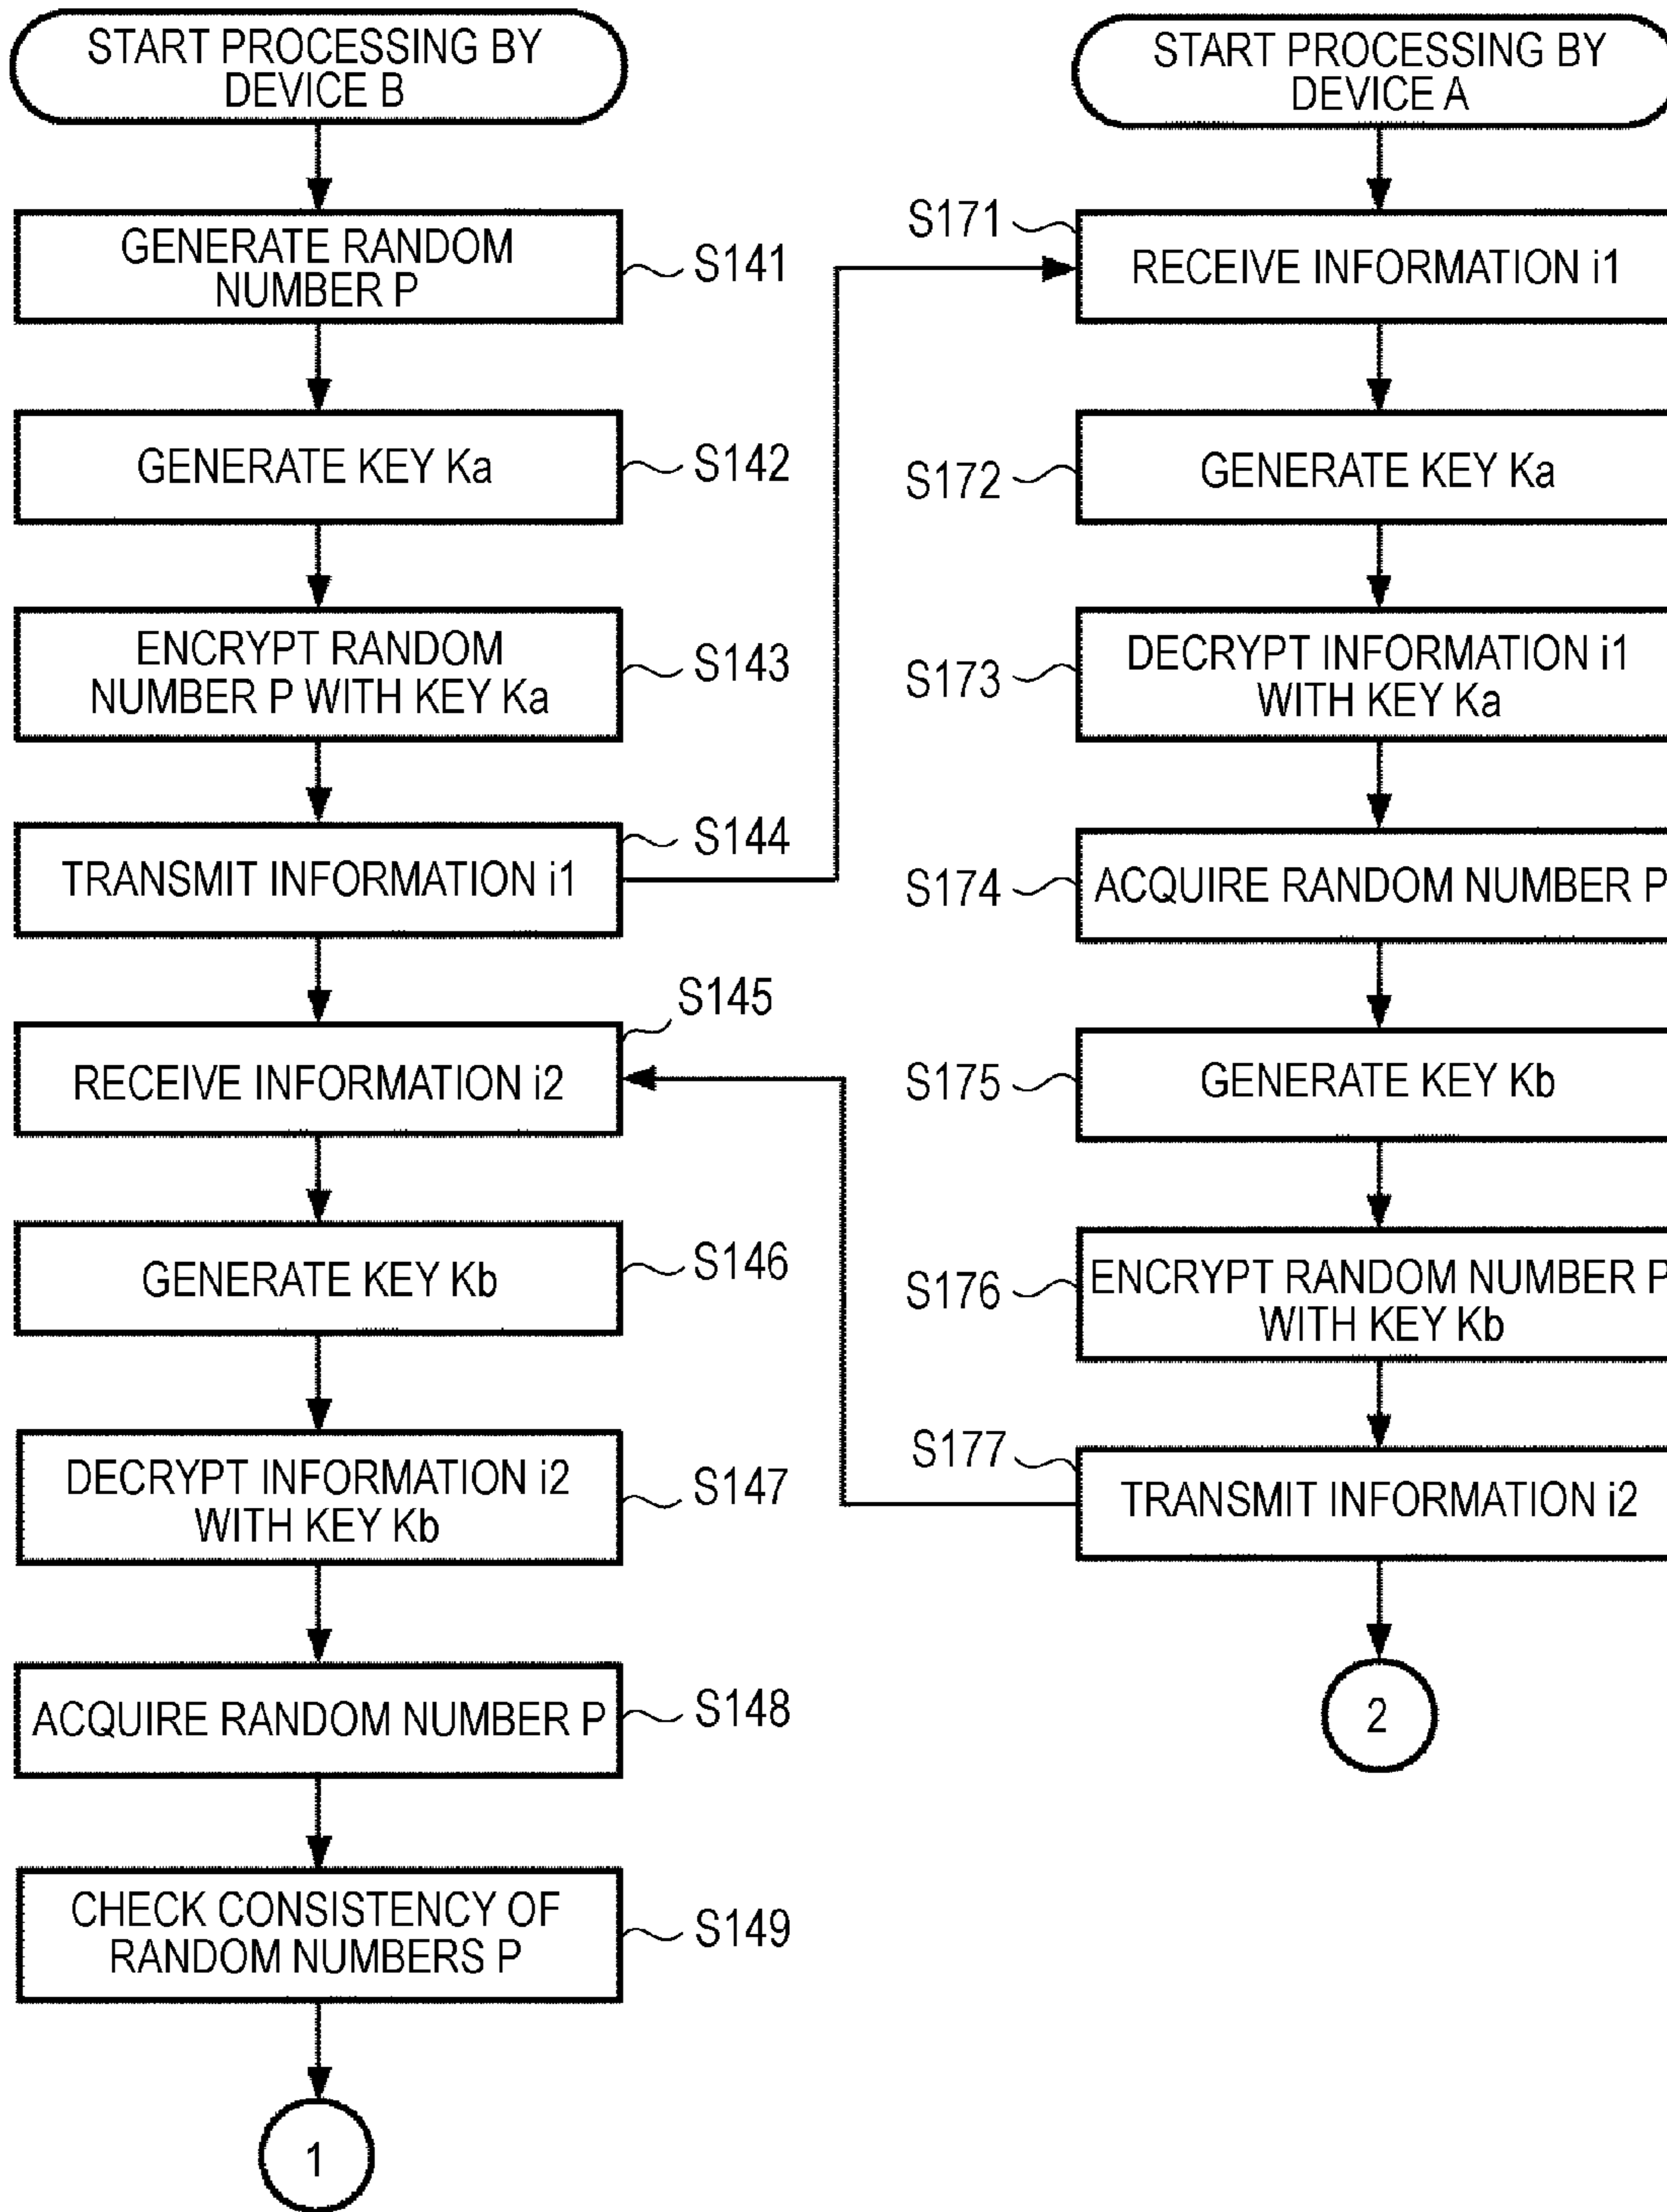 START PROCESSING BY
DEVICE B
GENERATE RANDOM
NUMBER P
S141
GENERATE KEY Ka
S142
ENCRYPT RANDOM
NUMBER P WITH KEY Ka
S143
TRANSMIT INFORMATION i1
S144
RECEIVE INFORMATION i2
S145
GENERATE KEY Kb
S146
DECRYPT INFORMATION i2
WITH KEY Kb
S147
ACQUIRE RANDOM NUMBER P
S148
CHECK CONSISTENCY OF
RANDOM NUMBERS P
S149
1
START PROCESSING BY
DEVICE A
S171
RECEIVE INFORMATION i1
S172
GENERATE KEY Ka
S173
DECRYPT INFORMATION i1
WITH KEY Ka
S174
ACQUIRE RANDOM NUMBER P
S175
GENERATE KEY Kb
S176
ENCRYPT RANDOM NUMBER P
WITH KEY Kb
S177
TRANSMIT INFORMATION i2
2